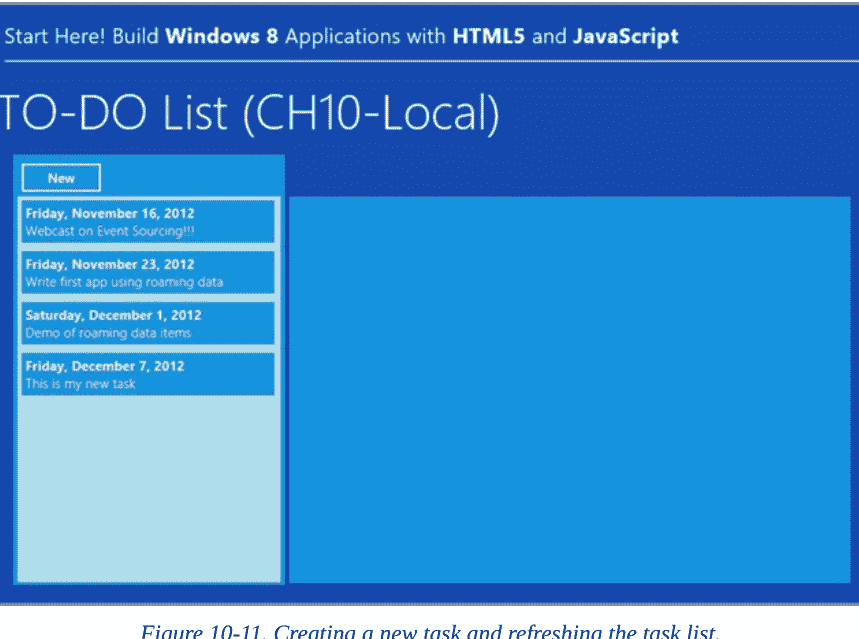 Start Here! Build Windows 8 Applications with HTML5 and JavaScript
TO-DO List (CH10-Local)
New
Friday, November 16, 2012
Webcast on Event Sourcing!!!
Friday, November 23, 2012
Write first app using roaming data
Saturday, December 1, 2012
Demo of roaming data items
Friday, December 7, 2012
This is my new task
Figure 10-11. Creating a new task and refreshing the task list.